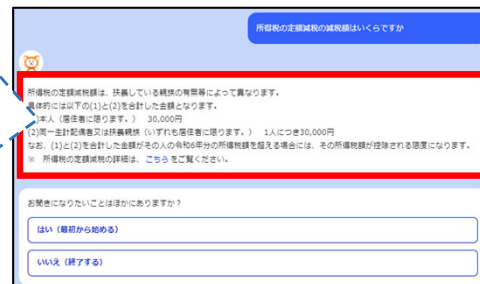 所得税の定額減税の減税額はいくらですか
所得税の定額減税額は、扶養している親族の有無等によって異なります。
具体的には以下の(1)と(2)を合計した金額となります。
)本人（居住者に限ります。） 30,000円
(2)同一生計配偶者又は扶養親族（いずれも居住者に限ります。） 1人につき30,000円
なお、(1)と(2)を合計した金額がその人の令和6年分の所得税額を超える場合には、その所得税額が控除される限度になります。
※ 所得税の定額減税の詳細は、こちらをご覧ください。
お聞きになりたいことはほかにありますか？
はい（最初から始める）
いいえ（終了する）